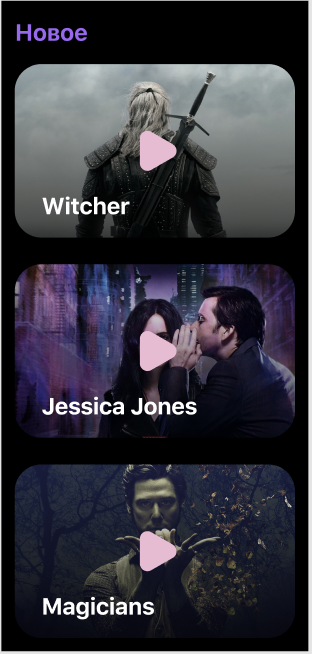 Новое
Witcher
Jessica Jones
Magicians